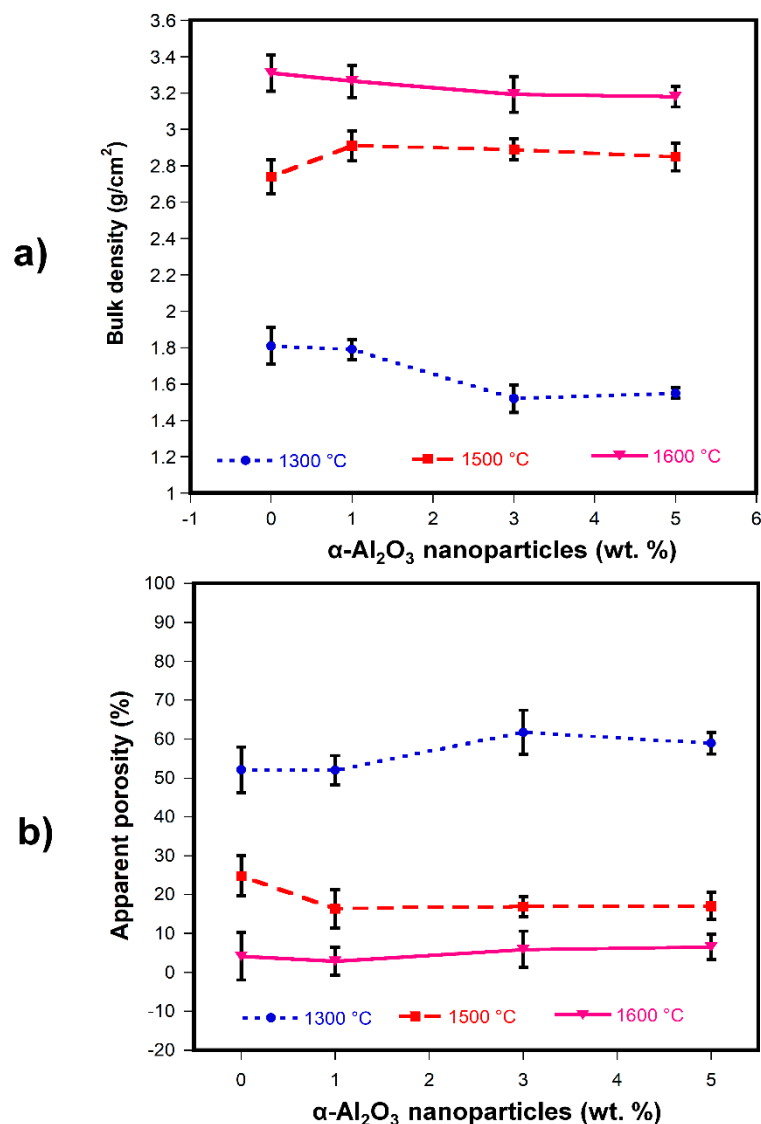 a)
Bulk density (g/cm²)
3.6
3.4
3.2
3
2.8
2.6
2.4
2.2
2
1.8
1.6
1.4
1.2
1
1300 °C
1500 °C
1600 °C
-1 0 1 2 3 4 5 6
α-Al₂O₃ nanoparticles (wt. %)
b)
Apparent porosity (%)
100
90
80
70
60
50
40
30
20
10
0
-10
-20
1300 °C
1500 °C
1600 °C
0 1 2 3 4 5
α-Al₂O₃ nanoparticles (wt. %)